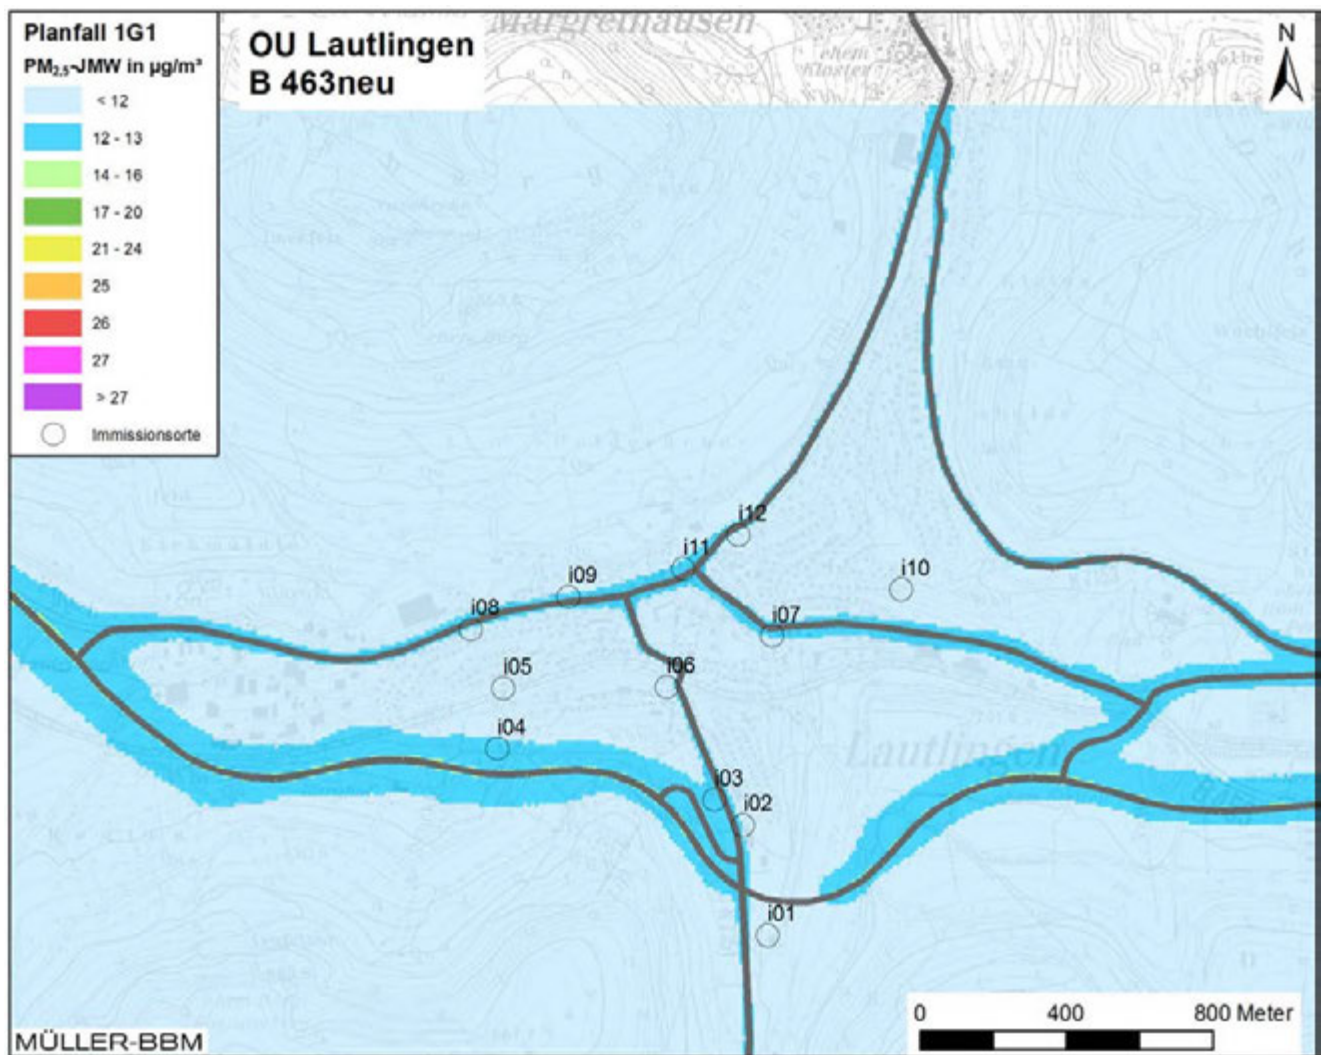 Planfall 1G1
PM2,5-JMW in µg/m³
< 12
12 - 13
14 - 16
17 - 20
21 - 24
25
26
27
> 27
Immissionsorte
OU Lautlingen
B 463neu
Margrethausen
ehem
Kloster
N
i12
i11
i10
i09
i08
i07
i06
i05
i04
Lautlingen
i03
i02
i01
0 400 800 Meter
MÜLLER-BBM